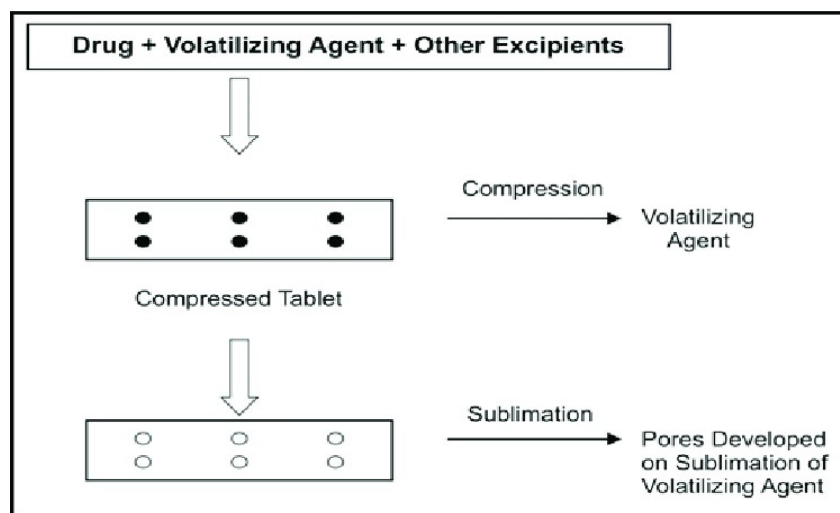 Drug + Volatilizing Agent + Other Excipients
Compression
Volatilizing
Agent
Compressed Tablet
Sublimation
Pores Developed
on Sublimation of
Volatilizing Agent